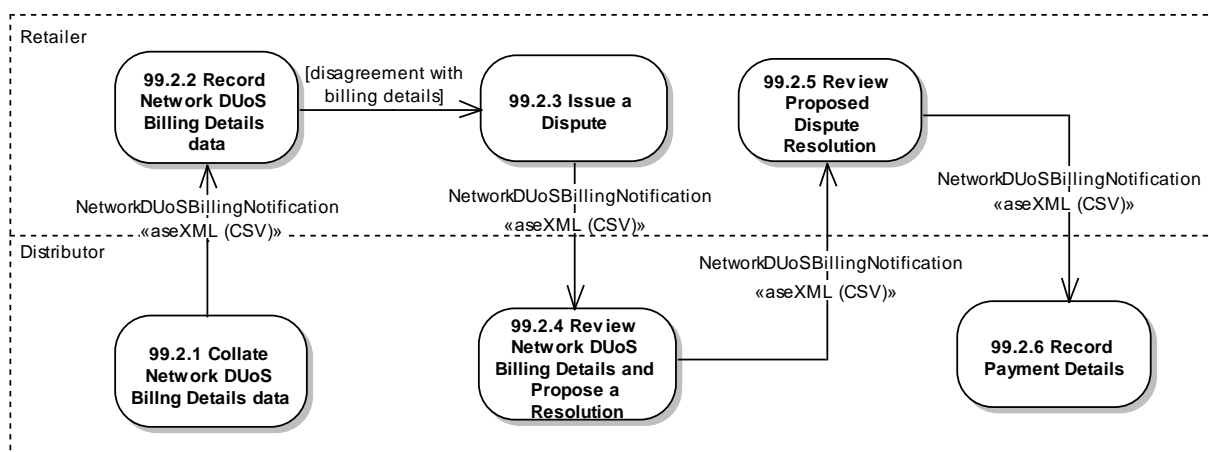 Retailer
99.2.2 Record
Network DUoS
Billing Details
data
[disagreement with
billing details]
99.2.3 Issue a
Dispute
99.2.5 Review
Proposed
Dispute
Resolution
NetworkDUoSBillingNotification
«aseXML (CSV)»
NetworkDUoSBillingNotification
«aseXML (CSV)»
NetworkDUoSBillingNotification
«aseXML (CSV)»
Distributor
NetworkDUoSBillingNotification
«aseXML (CSV)»
99.2.1 Collate
Network DUoS
Billng Details data
99.2.4 Review
Network DUoS
Billing Details and
Propose a
Resolution
99.2.6 Record
Payment Details